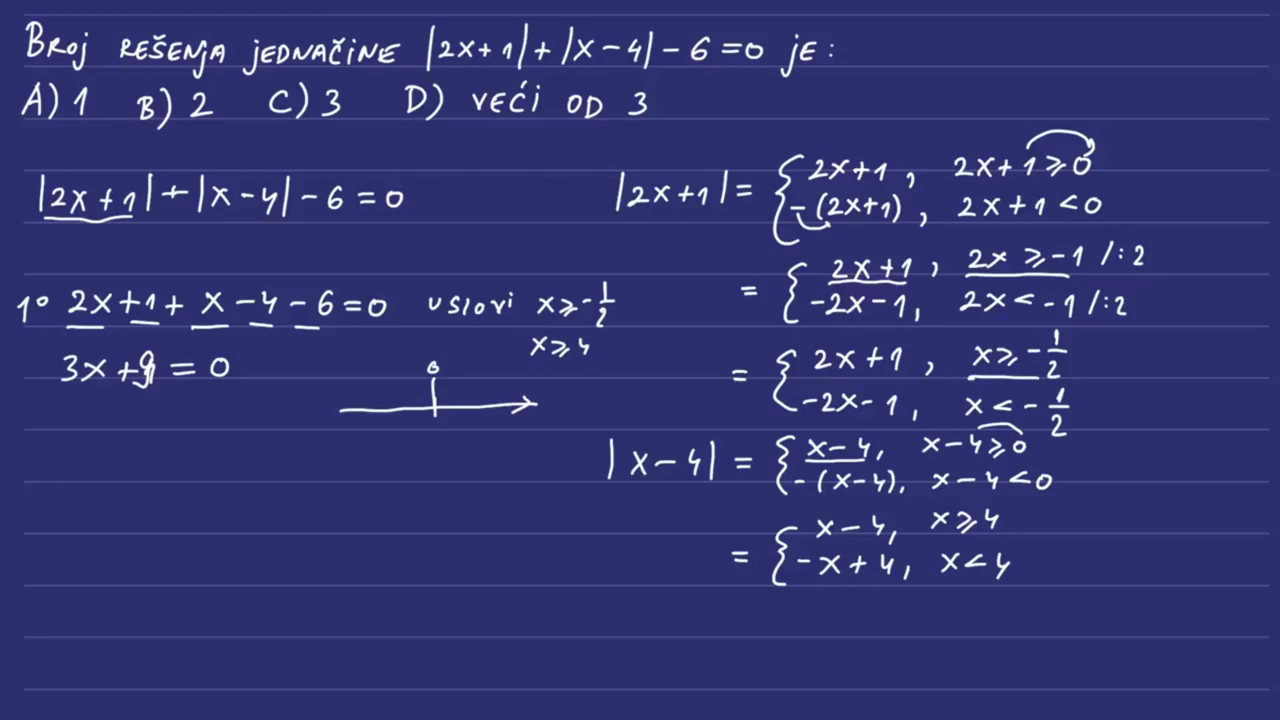 BROJ REŠENJA JEDNAČINE |2x+1|+|x-4|-6=0 JE:
A) 1 B) 2 C) 3 D) VEĆI OD 3
|2x+1|+|x-4|-6=0
1° 2x+1+x-4-6=0 uslovi x≥-1/2
x≥4
3x+9=0
0
|2x+1| = { 2x+1, 2x+1≥0
-(2x+1), 2x+1<0
= { 2x+1, 2x≥-1 /:2
-2x-1, 2x<-1 /:2
= { 2x+1, x≥-1/2
-2x-1, x<-1/2
|x-4| = { x-4, x-4≥0
-(x-4), x-4<0
= { x-4, x≥4
-x+4, x<4